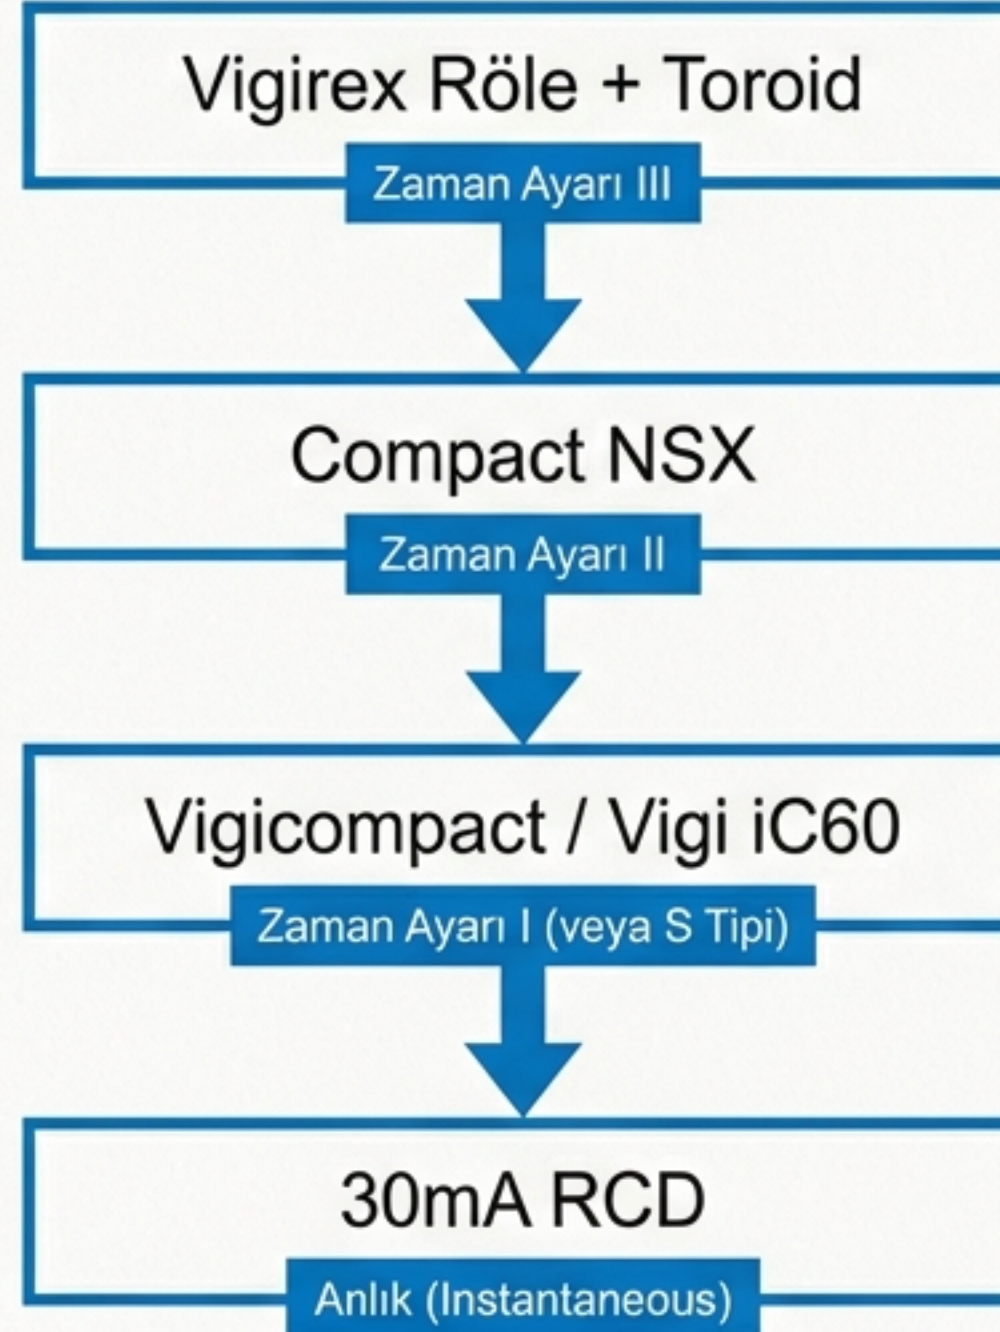 Vigirex Röle + Toroid
Zaman Ayarı III
Compact NSX
Zaman Ayarı II
Vigicompact / Vigi iC60
Zaman Ayarı I (veya S Tipi)
30mA RCD
Anlık (Instantaneous)